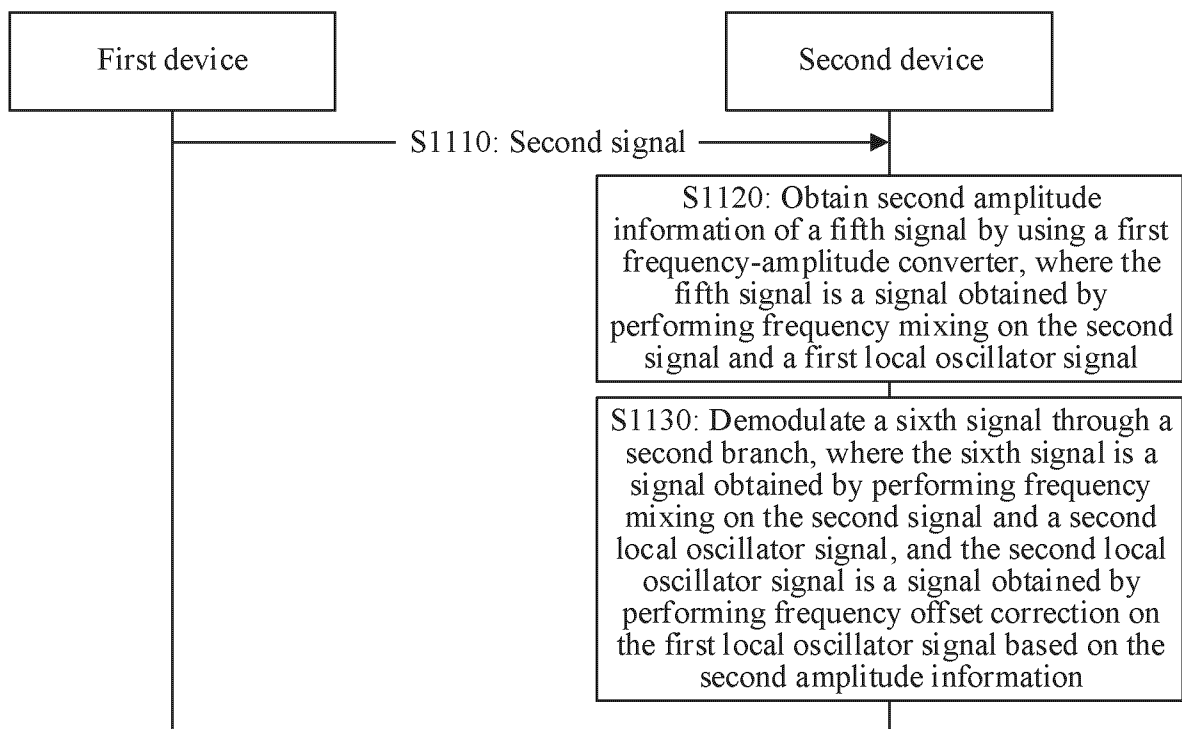 First device
Second device
S1110: Second signal
S1120: Obtain second amplitude
information of a fifth signal by using a first
frequency-amplitude converter, where the
fifth signal is a signal obtained by
performing frequency mixing on the second
signal and a first local oscillator signal
S1130: Demodulate a sixth signal through a
second branch, where the sixth signal is a
signal obtained by performing frequency
mixing on the second signal and a second
local oscillator signal, and the second local
oscillator signal is a signal obtained by
performing frequency offset correction on
the first local oscillator signal based on the
second amplitude information